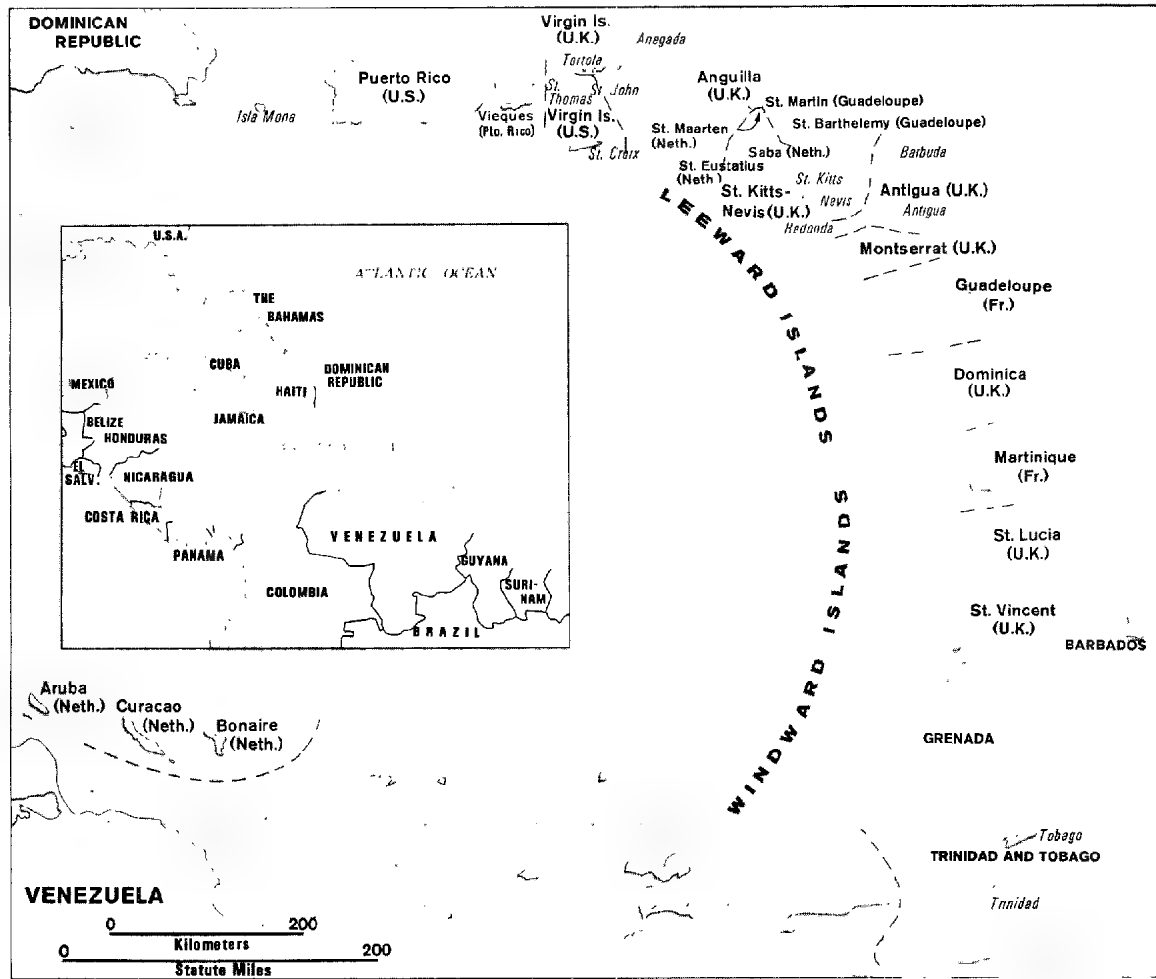 DOMINICAN
REPUBLIC
Isla Mona
Puerto Rico
(U.S.)
Vieques
(Pto. Rico)
Virgin Is.
(U.K.)
Anegada
Tortola
St.
Thomas
St. John
Virgin Is.
(U.S.)
St. Croix
Anguilla
(U.K.)
St. Martin (Guadeloupe)
St. Barthelemy (Guadeloupe)
St. Maarten
(Neth.)
Saba (Neth.)
Barbuda
St. Eustatius
(Neth)
St. Kitts
St. Kitts-
Nevis (U.K.)
Nevis
Antigua (U.K.)
Antigua
Redonda
Montserrat (U.K.)
LEEWARD ISLANDS
Guadeloupe
(Fr.)
Dominica
(U.K.)
Martinique
(Fr.)
St. Lucia
(U.K.)
St. Vincent
(U.K.)
BARBADOS
WINDWARD ISLANDS
GRENADA
Tobago
TRINIDAD AND TOBAGO
Trinidad
U.S.A.
ATLANTIC OCEAN
THE
BAHAMAS
CUBA
DOMINICAN
REPUBLIC
HAITI
MEXICO
JAMAICA
BELIZE
HONDURAS
EL
SALV.
NICARAGUA
COSTA RICA
PANAMA
VENEZUELA
GUYANA
COLOMBIA
SURI-
NAM
BRAZIL
Aruba
(Neth.)
Curacao
(Neth.)
Bonaire
(Neth.)
VENEZUELA
0 200
Kilometers
0 200
Statute Miles